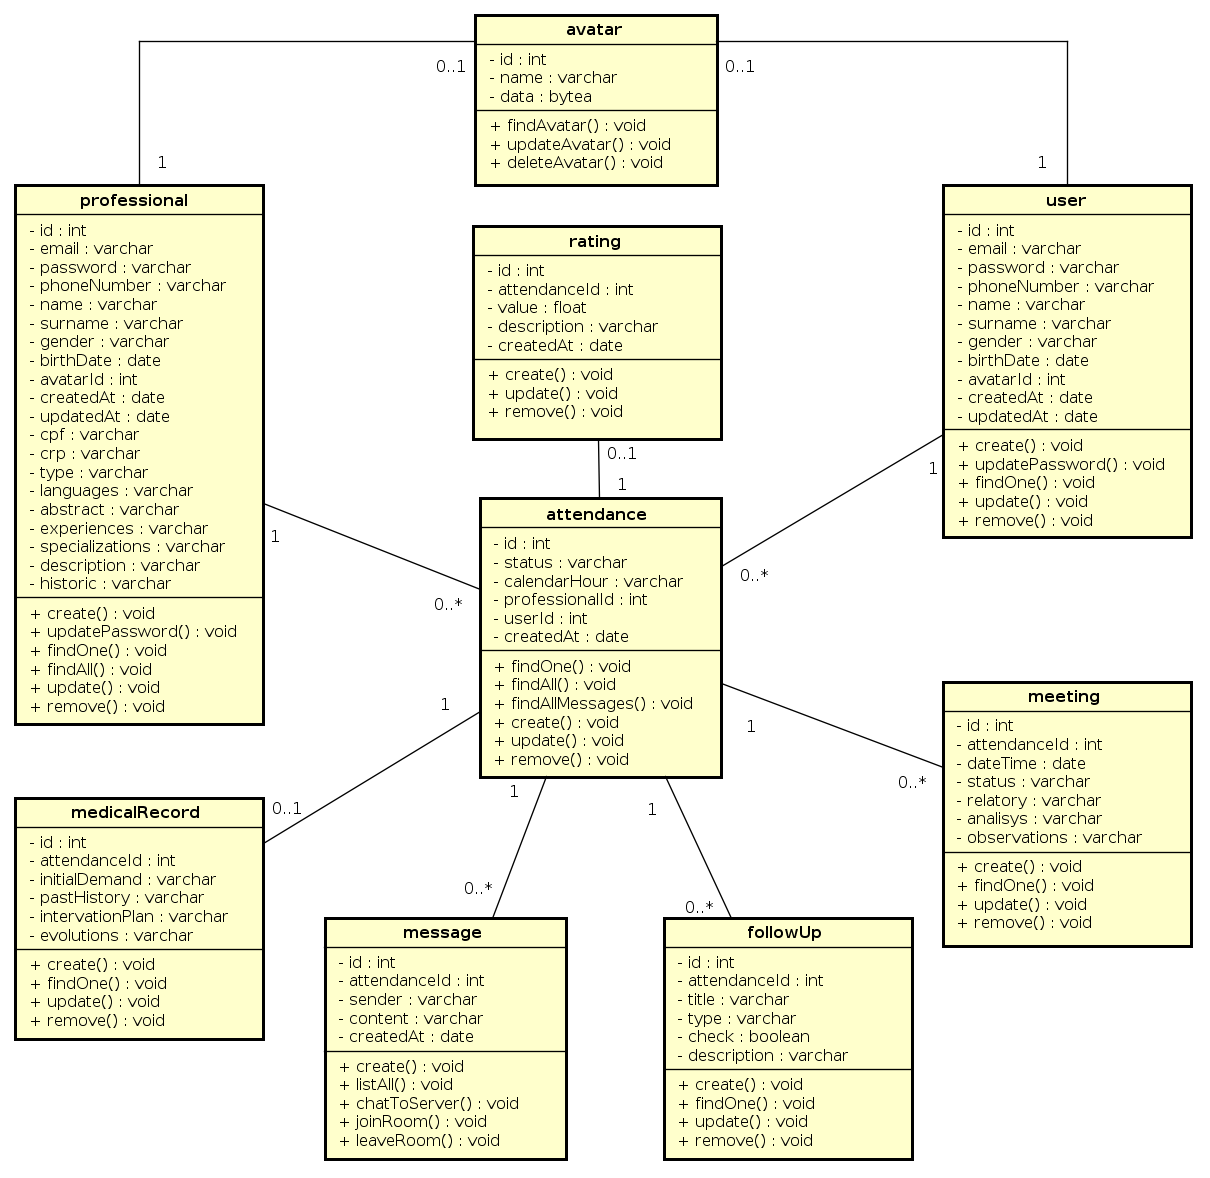 avatar
- id : int
- name : varchar
- data : bytea
+ findAvatar() : void
+ updateAvatar() : void
+ deleteAvatar() : void
0..1
0..1
1
1
professional
- id : int
- email : varchar
- password : varchar
- phoneNumber : varchar
- name : varchar
- surname : varchar
- gender : varchar
- birthDate : date
- avatarId : int
- createdAt : date
- updatedAt : date
- cpf : varchar
- crp : varchar
- type : varchar
- languages : varchar
- abstract : varchar
- experiences : varchar
- specializations : varchar
- description : varchar
- historic : varchar
+ create() : void
+ updatePassword() : void
+ findOne() : void
+ findAll() : void
+ update() : void
+ remove() : void
rating
- id : int
- attendanceId : int
- value : float
- description : varchar
- createdAt : date
+ create() : void
+ update() : void
+ remove() : void
user
- id : int
- email : varchar
- password : varchar
- phoneNumber : varchar
- name : varchar
- surname : varchar
- gender : varchar
- birthDate : date
- avatarId : int
- createdAt : date
- updatedAt : date
+ create() : void
+ updatePassword() : void
+ findOne() : void
+ update() : void
+ remove() : void
0..1
1
1
0..*
1
0..*
attendance
- id : int
- status : varchar
- calendarHour : varchar
- professionalId : int
- userId : int
- createdAt : date
+ findOne() : void
+ findAll() : void
+ findAllMessages() : void
+ create() : void
+ update() : void
+ remove() : void
1
0..1
1
0..*
1
0..*
1
0..*
meeting
- id : int
- attendanceId : int
- dateTime : date
- status : varchar
- relatory : varchar
- analisys : varchar
- observations : varchar
+ create() : void
+ findOne() : void
+ update() : void
+ remove() : void
medicalRecord
- id : int
- attendanceId : int
- initialDemand : varchar
- pastHistory : varchar
- intervationPlan : varchar
- evolutions : varchar
+ create() : void
+ findOne() : void
+ update() : void
+ remove() : void
message
- id : int
- attendanceId : int
- sender : varchar
- content : varchar
- createdAt : date
+ create() : void
+ listAll() : void
+ chatToServer() : void
+ joinRoom() : void
+ leaveRoom() : void
followUp
- id : int
- attendanceId : int
- title : varchar
- type : varchar
- check : boolean
- description : varchar
+ create() : void
+ findOne() : void
+ update() : void
+ remove() : void